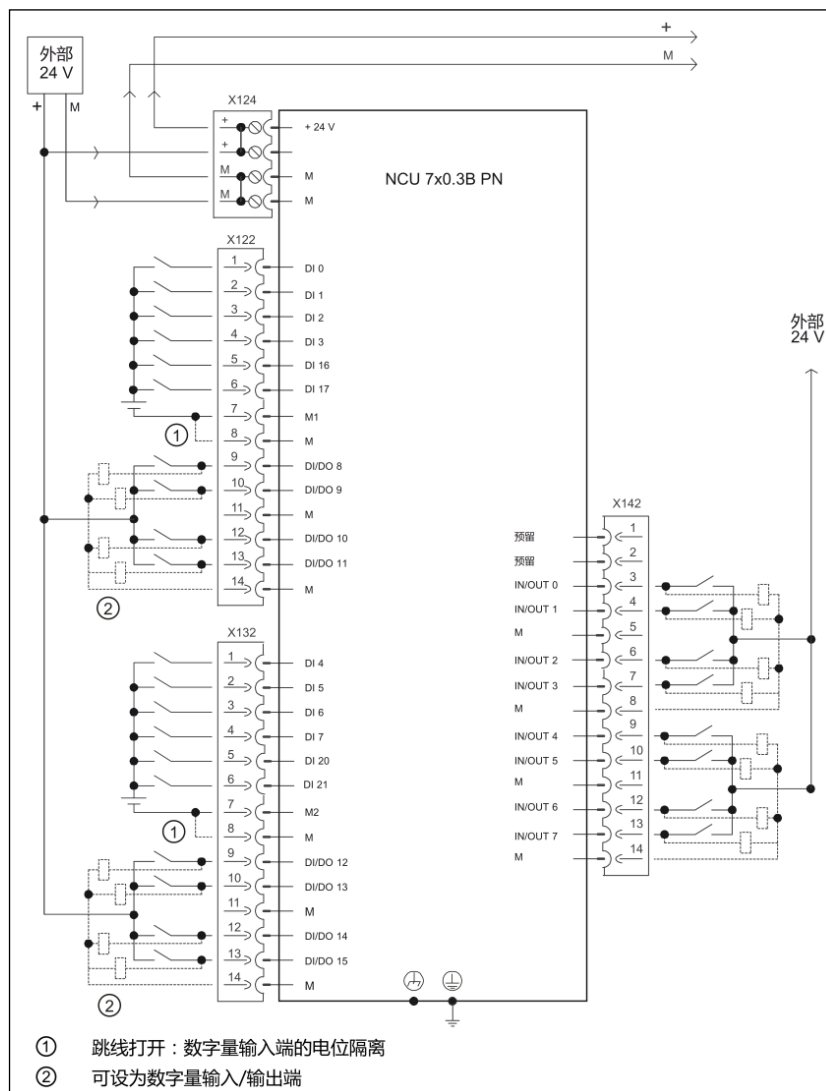 外部
24 V
+ M
+
M
X124
+ + 24 V
+
M M
M M
NCU 7x0.3B PN
X122
1 DI 0
2 DI 1
3 DI 2
4 DI 3
5 DI 16
6 DI 17
7 M1
① 8 M
9 DI/DO 8
10 DI/DO 9
11 M
12 DI/DO 10
13 DI/DO 11
14 M
②
X132
1 DI 4
2 DI 5
3 DI 6
4 DI 7
5 DI 20
6 DI 21
7 M2
① 8 M
9 DI/DO 12
10 DI/DO 13
11 M
12 DI/DO 14
13 DI/DO 15
14 M
②
外部
24 V
X142
预留 1
预留 2
IN/OUT 0 3
IN/OUT 1 4
M 5
IN/OUT 2 6
IN/OUT 3 7
M 8
IN/OUT 4 9
IN/OUT 5 10
M 11
IN/OUT 6 12
IN/OUT 7 13
M 14
① 跳线打开：数字量输入端的电位隔离
② 可设为数字量输入/输出端